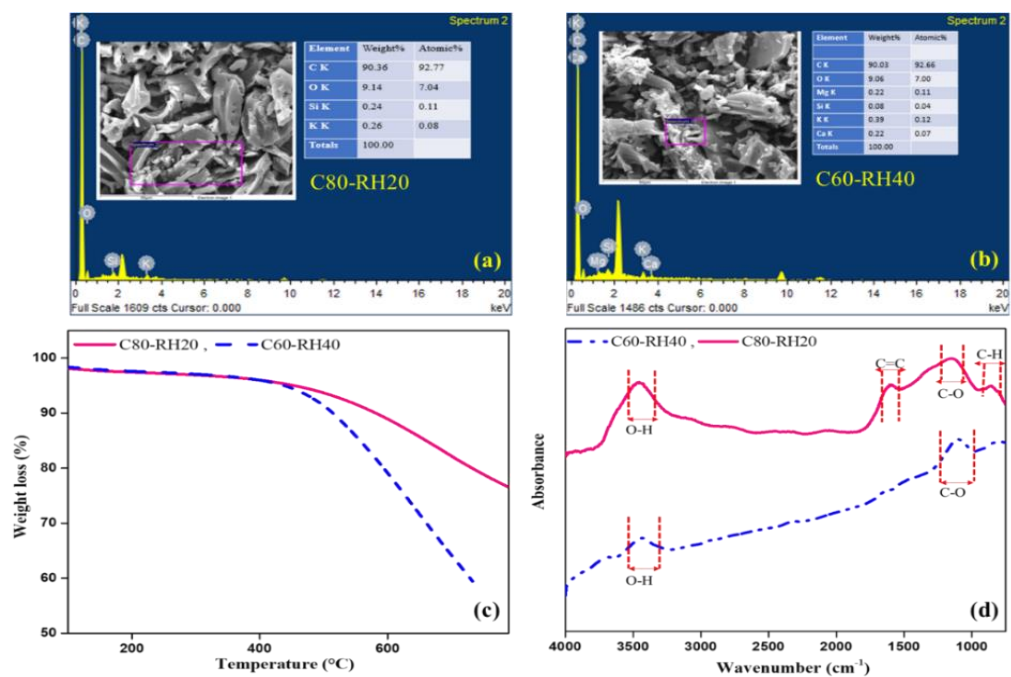 Spectrum 2
K
C
O
Si
K
Element Weight% Atomic%
C K 90.36 92.77
O K 9.14 7.04
Si K 0.24 0.11
K K 0.26 0.08
Totals 100.00
C80-RH20
(a)
2 4 6 8 10 12 14 16 18 20
Full Scale 1609 cts Cursor: 0.000 keV
Spectrum 2
K
C
Ca
O
Mg
Si
K
Ca
Element Weight% Atomic%
C K 90.03 92.66
O K 9.06 7.00
Mg K 0.22 0.11
Si K 0.08 0.04
K K 0.39 0.12
Ca K 0.22 0.07
Totals 100.00
C60-RH40
(b)
0 2 4 6 8 10 12 14 16 18 20
Full Scale 1486 cts Cursor: 0.000 keV
C80-RH20 , C60-RH40
100
90
80
70
60
50
Weight loss (%)
200 400 600
Temperature (°C)
(c)
C60-RH40 , C80-RH20
C=C
C-H
C-O
O-H
C-O
O-H
Absorbance
(d)
4000 3500 3000 2500 2000 1500 1000
Wavenumber (cm-1)